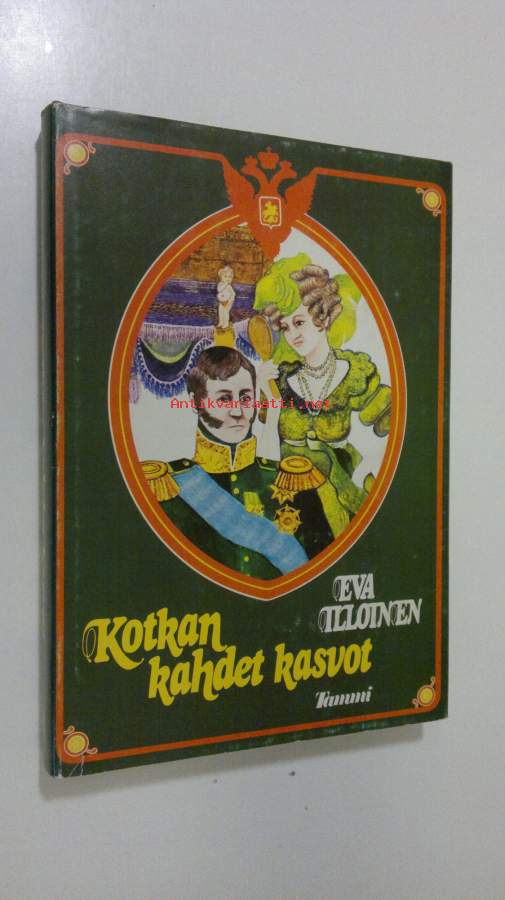 Antikvariaatti.net
EVA
ILLOINEN
Kotkan
kahdet kasvot
Tammi